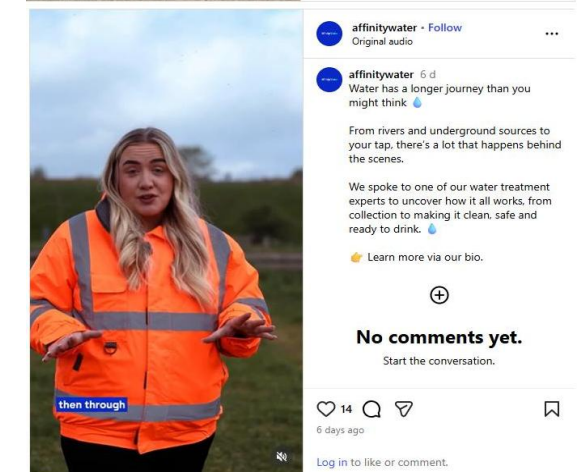 affinitywater • Follow
Original audio
affinitywater 6 d
Water has a longer journey than you
might think 💧
From rivers and underground sources to
your tap, there's a lot that happens behind
the scenes.
We spoke to one of our water treatment
experts to uncover how it all works, from
collection to making it clean, safe and
ready to drink. 💧
👉 Learn more via our bio.
No comments yet.
Start the conversation.
then through
14
6 days ago
Log in to like or comment.